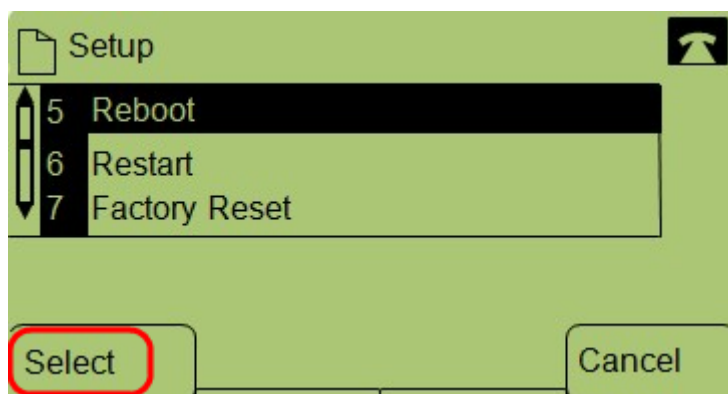 Setup
5 Reboot
6 Restart
7 Factory Reset
Select Cancel